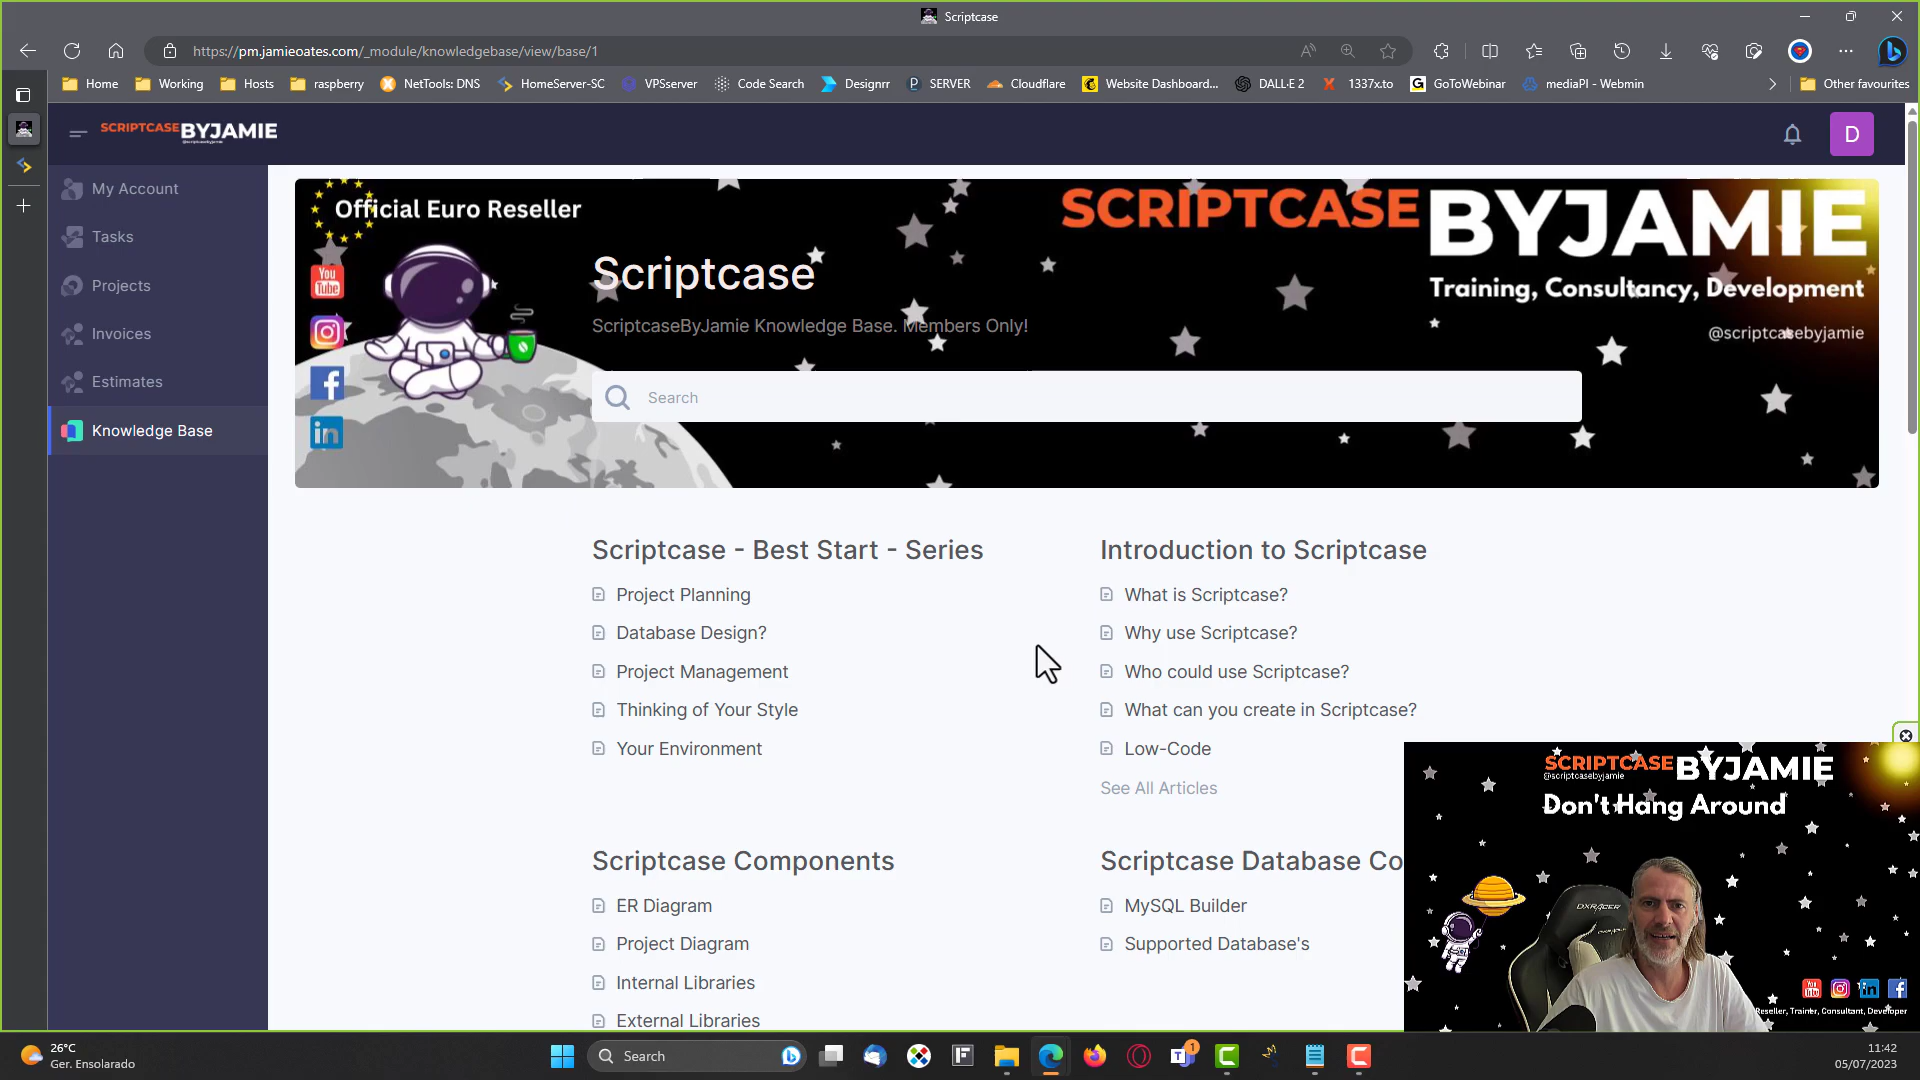 Scriptcase
https://pm.jamieoates.com/_module/knowledgebase/view/base/1
Home
Working
Hosts
raspberry
NetTools: DNS
HomeServer-SC
VPSserver
Code Search
Designrr
SERVER
Cloudflare
Website Dashboard...
DALL·E 2
1337x.to
GoToWebinar
mediaPI - Webmin
Other favourites
SCRIPTCASEBYJAMIE
D
My Account
Tasks
Projects
Invoices
Estimates
Knowledge Base
Official Euro Reseller
You
Tube
SCRIPTCASE BYJAMIE
Training, Consultancy, Development
@scriptcasebyjamie
Scriptcase
ScriptcaseByJamie Knowledge Base. Members Only!
Search
Scriptcase - Best Start - Series
Project Planning
Database Design?
Project Management
Thinking of Your Style
Your Environment
Introduction to Scriptcase
What is Scriptcase?
Why use Scriptcase?
Who could use Scriptcase?
What can you create in Scriptcase?
Low-Code
See All Articles
Scriptcase Components
ER Diagram
Project Diagram
Internal Libraries
External Libraries
Scriptcase Database Co
MySQL Builder
Supported Database's
SCRIPTCASE BYJAMIE
@scriptcasebyjamie
Don't Hang Around
DXRACER
Reseller, Trainter, Consultant, Developer
26°C
Ger. Ensolarado
Search
1
11:42
05/07/2023